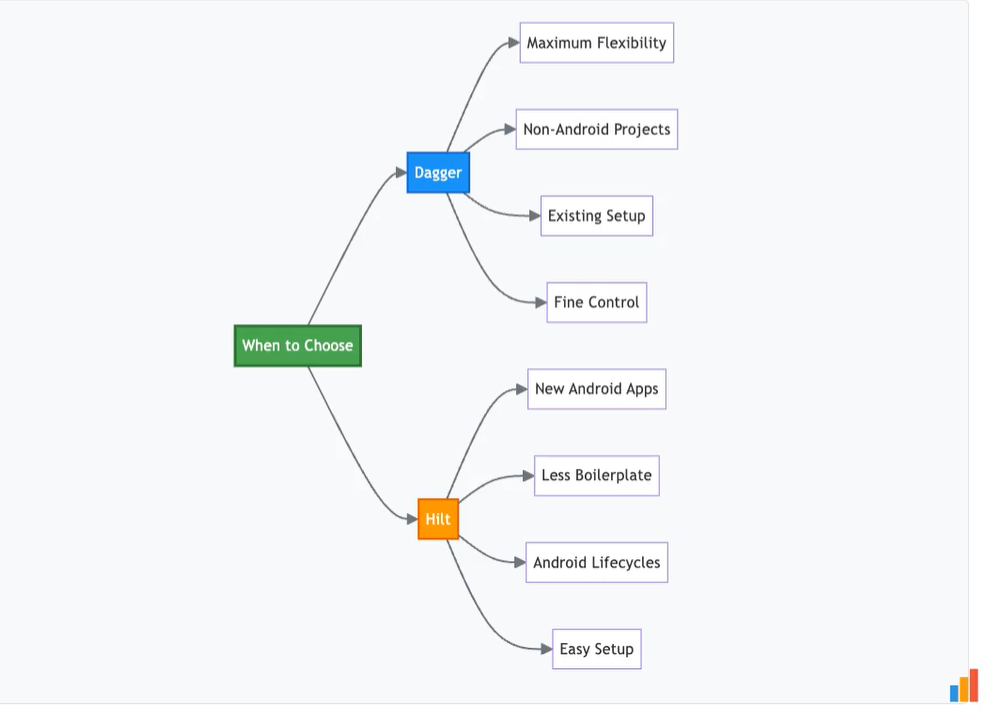 Maximum Flexibility
Non-Android Projects
Dagger
Existing Setup
Fine Control
When to Choose
New Android Apps
Less Boilerplate
Hilt
Android Lifecycles
Easy Setup